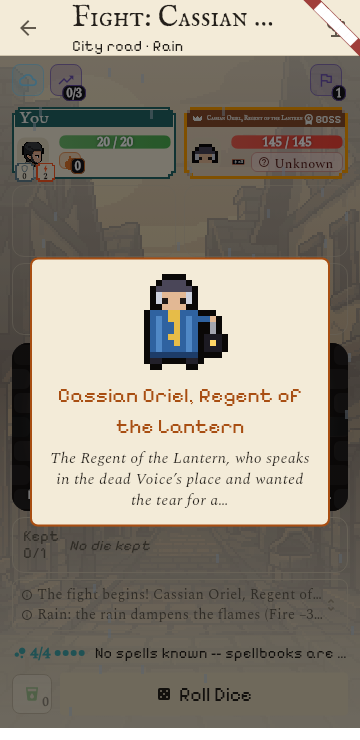 Fight: Cassian ...
City road · Rain
0/3
1
You
20 / 20
0
0
2
Cassian Oriel, Regent of the Lantern
BOSS
145 / 145
Unknown
Cassian Oriel, Regent of
the Lantern
The Regent of the Lantern, who speaks
in the dead Voice's place and wanted
the tear for a…
Kept
0/1
No die kept
The fight begins! Cassian Oriel, Regent of…
Rain: the rain dampens the flames (Fire −3…
4/4
No spells known -- spellbooks are ...
0
Roll Dice